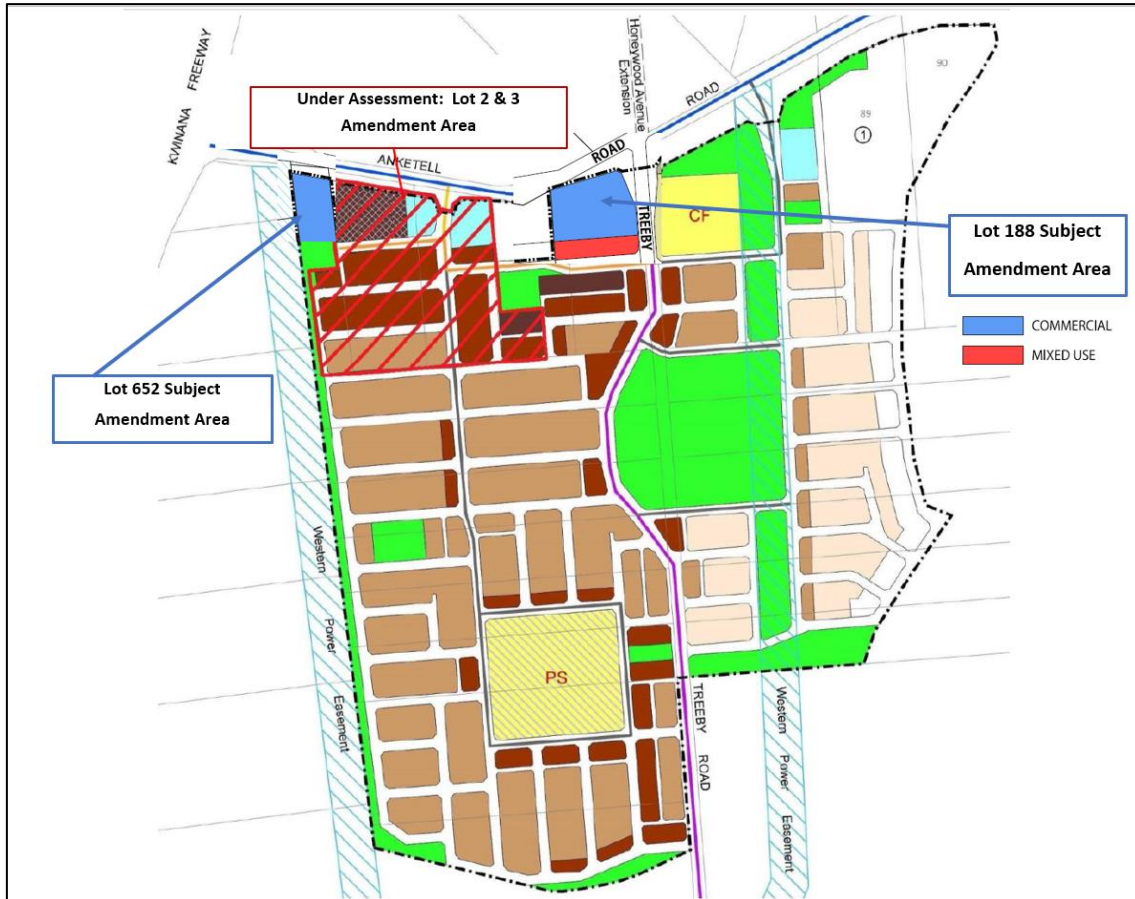 KWINANA FREEWAY
Under Assessment: Lot 2 & 3
Amendment Area
Honeywood Avenue
Extension
ROAD
90
89
1
ANKETELL
ROAD
TREEBY
CF
Lot 188 Subject
Amendment Area
COMMERCIAL
MIXED USE
Lot 652 Subject
Amendment Area
Western Power Easement
PS
TREEBY ROAD
Western Power Easement